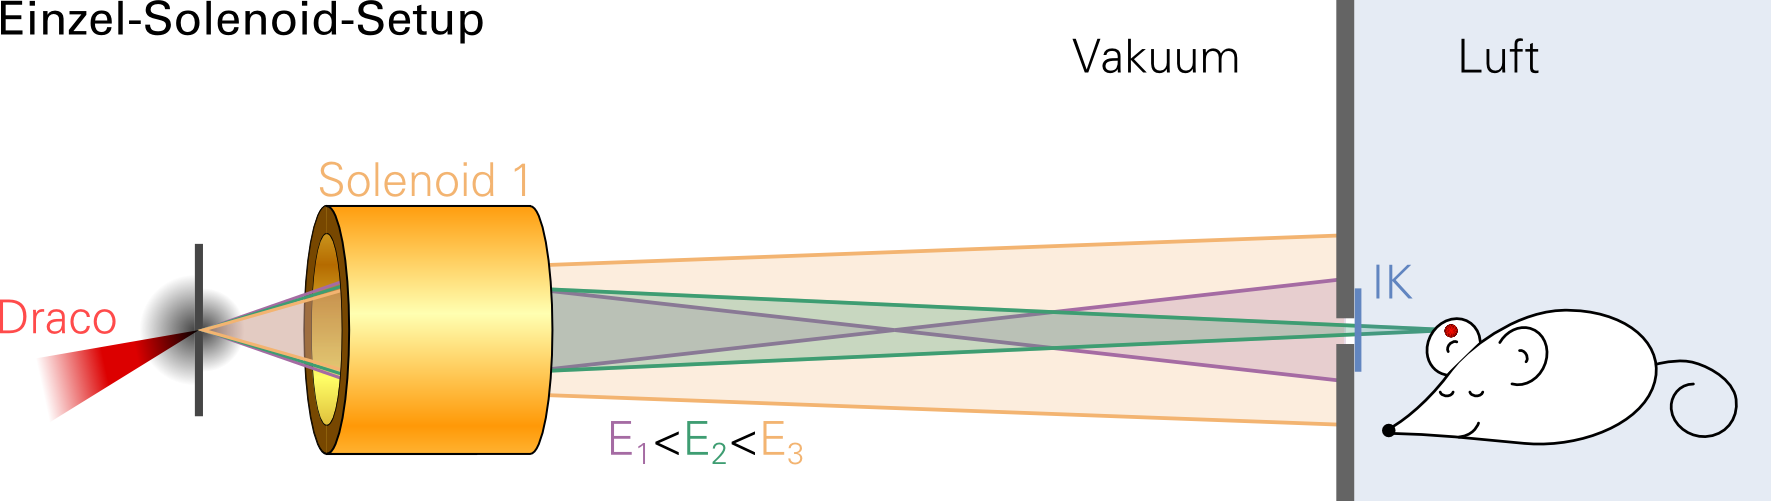 Einzel-Solenoid-Setup
Vakuum
Luft
Solenoid 1
IK
Draco
E₁<E₂<E₃